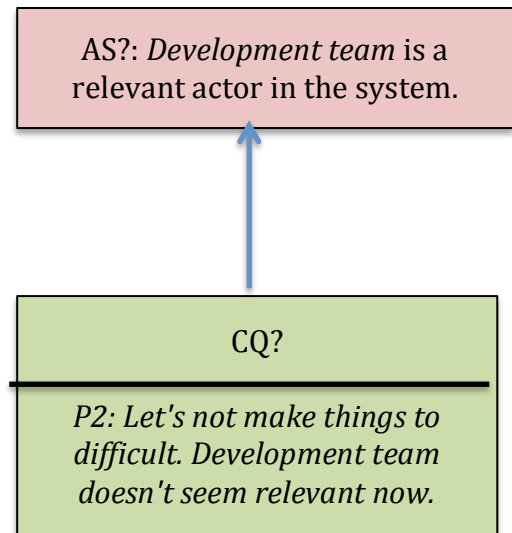 AS?: Development team is a
relevant actor in the system.
CQ?
P2: Let's not make things to
difficult. Development team
doesn't seem relevant now.